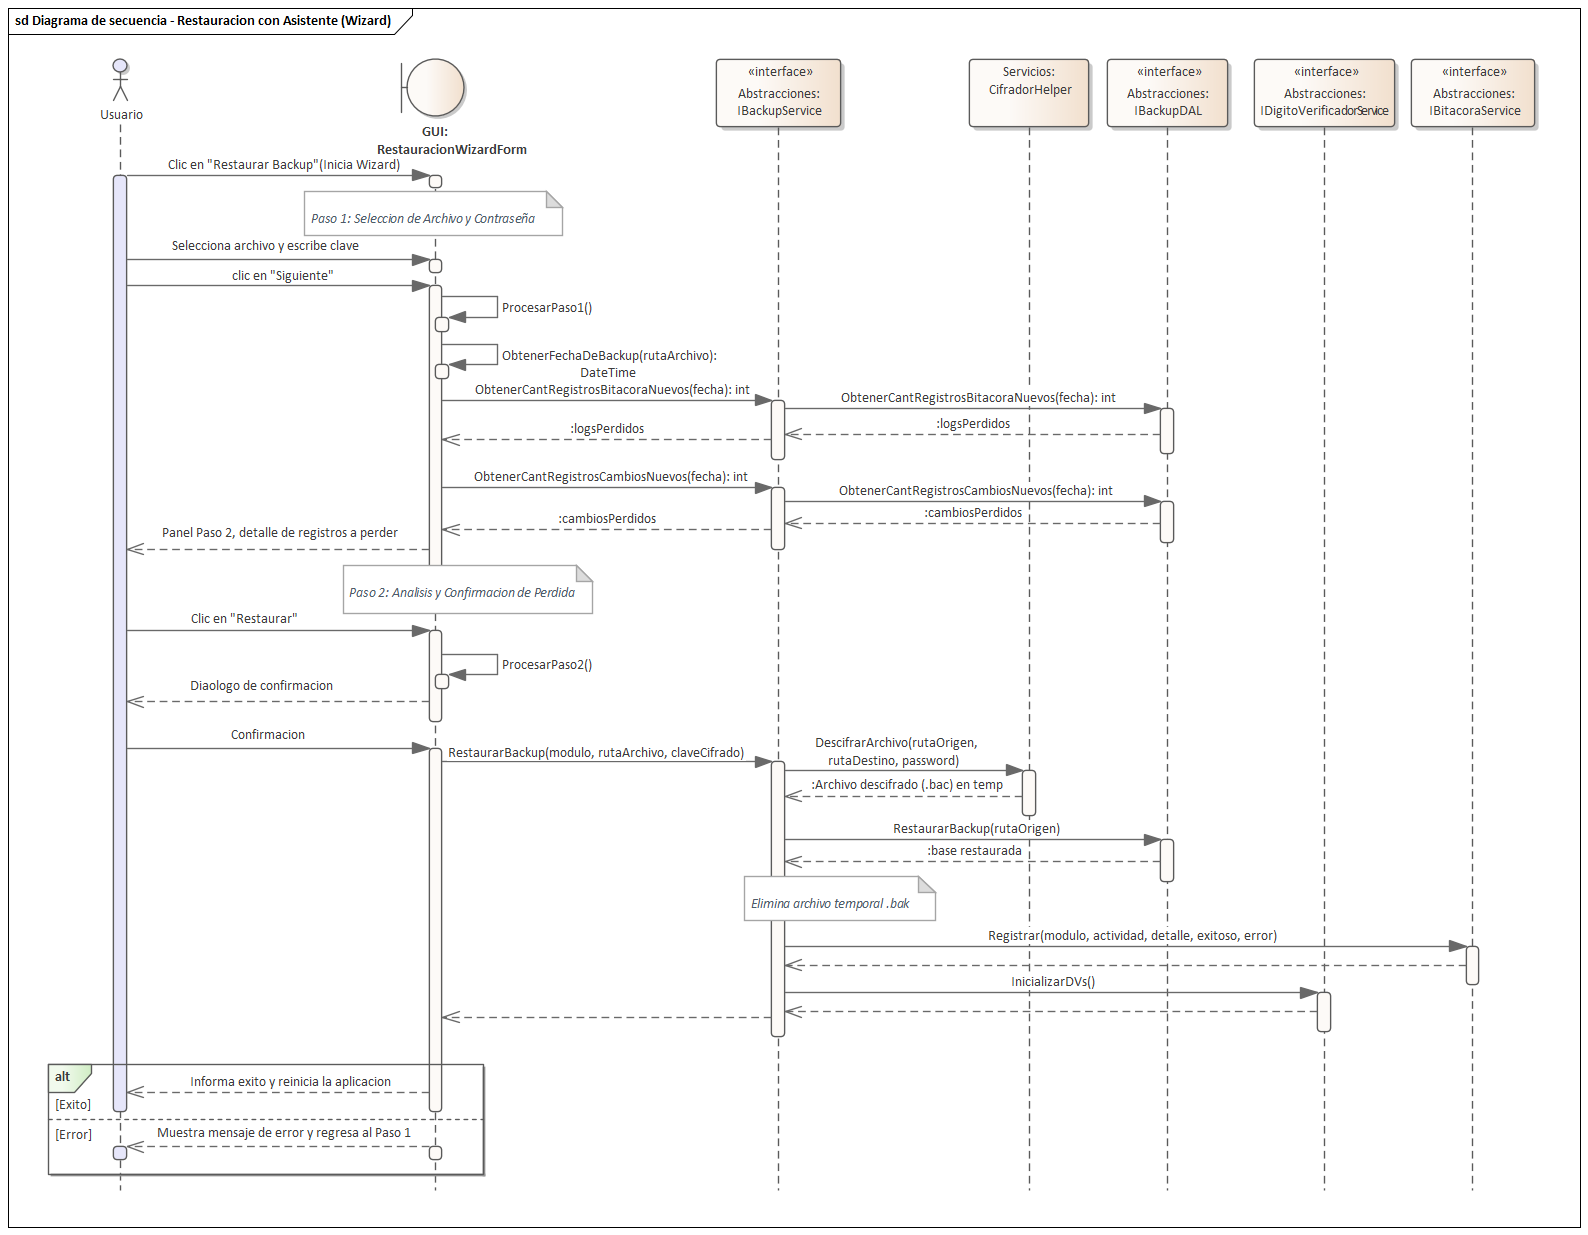 sd Diagrama de secuencia - Restauracion con Asistente (Wizard)
Usuario
GUI:
RestauracionWizardForm
«interface»
Abstracciones:
IBackupService
Servicios:
CifradorHelper
«interface»
Abstracciones:
IBackupDAL
«interface»
Abstracciones:
IDigitoVerificadorService
«interface»
Abstracciones:
IBitacoraService
Clic en "Restaurar Backup"(Inicia Wizard)
Paso 1: Seleccion de Archivo y Contraseña
Selecciona archivo y escribe clave
clic en "Siguiente"
ProcesarPaso1()
ObtenerFechaDeBackup(rutaArchivo):
DateTime
ObtenerCantRegistrosBitacoraNuevos(fecha): int
ObtenerCantRegistrosBitacoraNuevos(fecha): int
:logsPerdidos
:logsPerdidos
ObtenerCantRegistrosCambiosNuevos(fecha): int
ObtenerCantRegistrosCambiosNuevos(fecha): int
:cambiosPerdidos
:cambiosPerdidos
Panel Paso 2, detalle de registros a perder
Paso 2: Analisis y Confirmacion de Perdida
Clic en "Restaurar"
ProcesarPaso2()
Diaologo de confirmacion
Confirmacion
RestaurarBackup(modulo, rutaArchivo, claveCifrado)
DescifrarArchivo(rutaOrigen,
rutaDestino, password)
:Archivo descifrado (.bac) en temp
RestaurarBackup(rutaOrigen)
:base restaurada
Elimina archivo temporal .bak
Registrar(modulo, actividad, detalle, exitoso, error)
InicializarDVs()
alt
Informa exito y reinicia la aplicacion
[Exito]
Muestra mensaje de error y regresa al Paso 1
[Error]